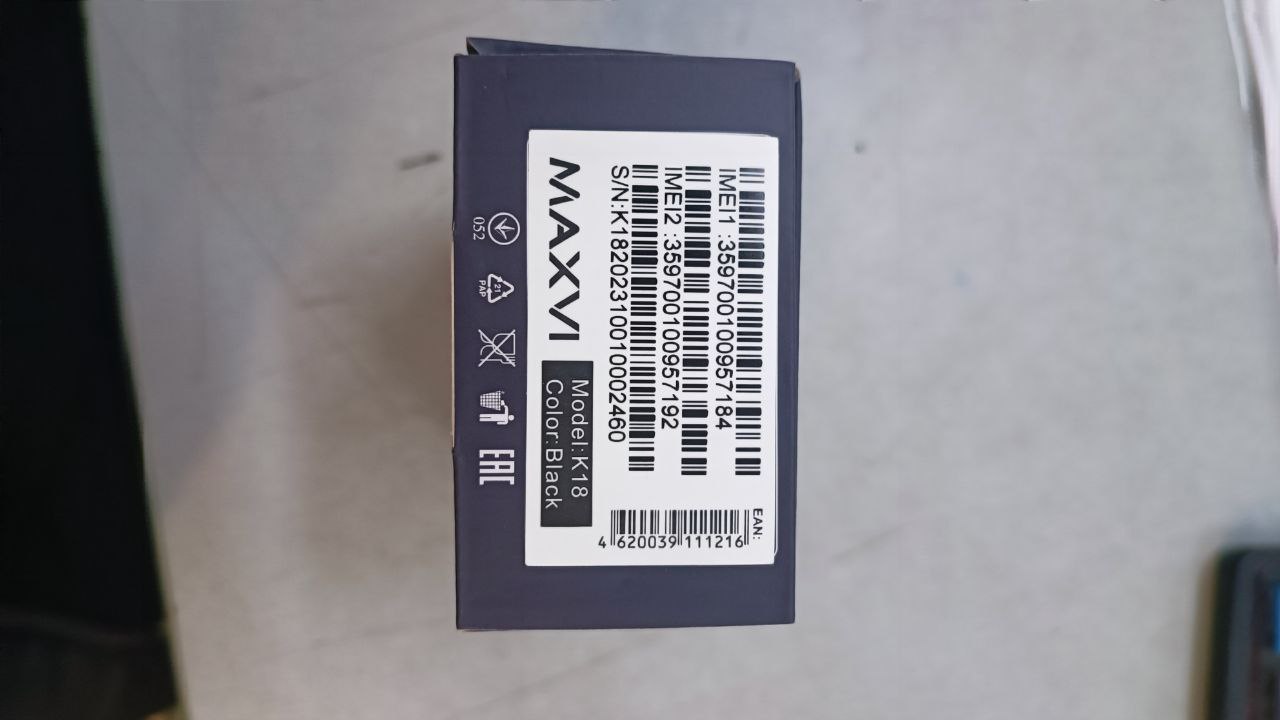 IMEI1 :359700100957184
IMEI2 :359700100957192
S/N:K18202310010002460
EAN:
4 620039 111216
MAXVI
Model:K18
Color:Black
052
21
PAP
EAC